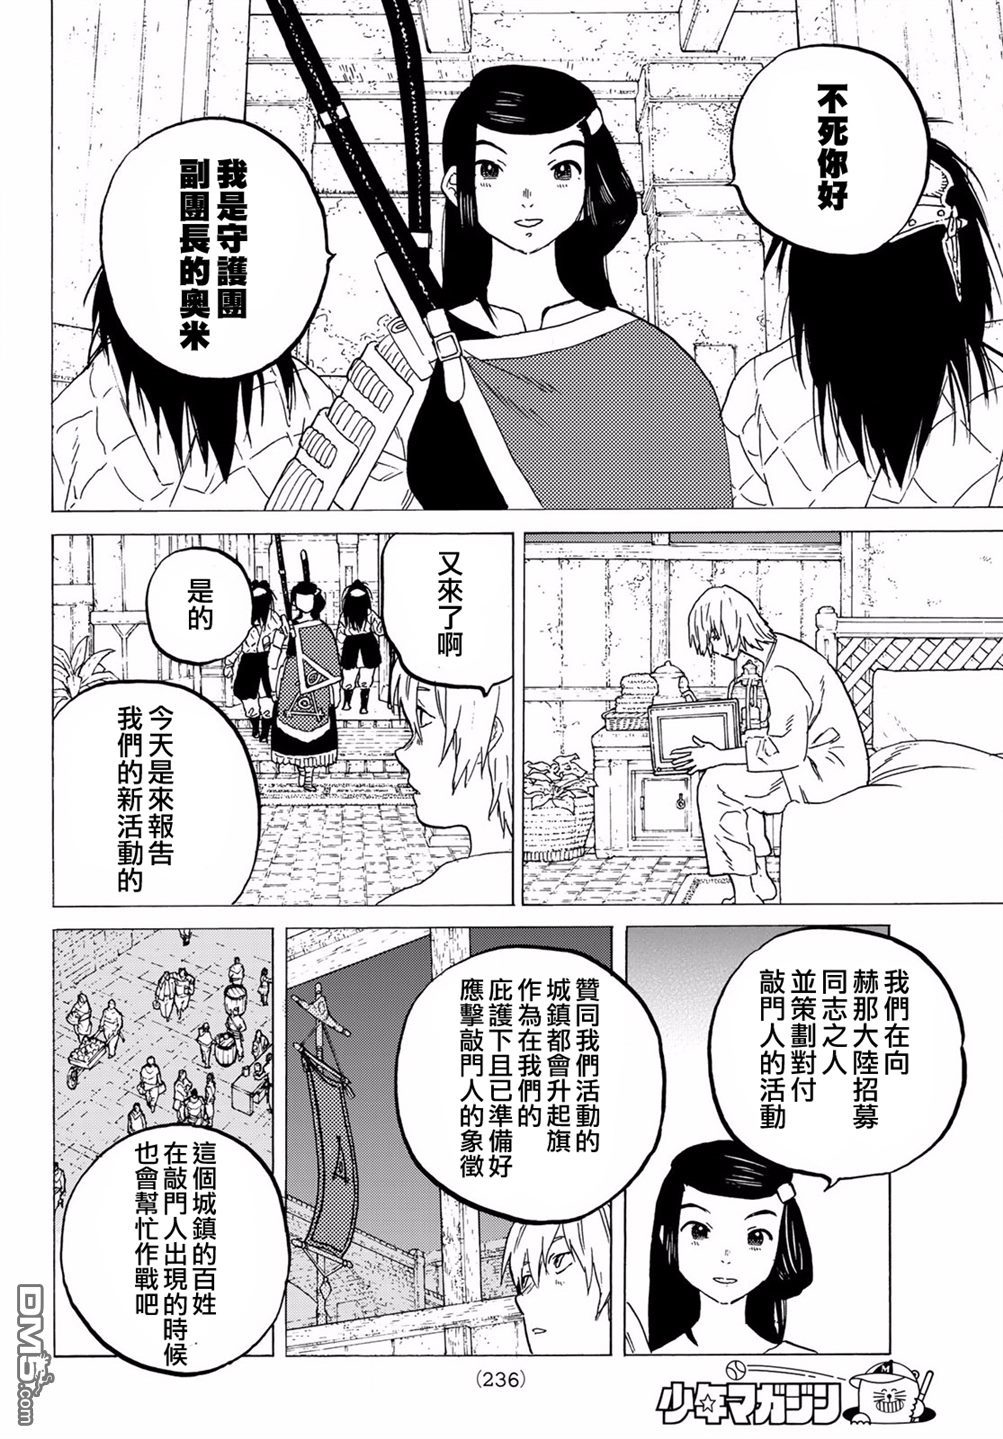 不死你好
我是守護團
副團長的奧米
又來了啊
是的
今天是來報告
我們的新活動的
我們在向
赫那大陸招募
同志之人
並策劃對付
敲門人的活動
贊同我們活動的
城鎮都會升起旗
作為在我們的
庇護下且已準備好
應擊敲門人的象徵
這個城鎮的百姓
在敲門人出現的時候
也會幫忙作戰吧
(236)
少年マガジン
DM5
www.dm5.com